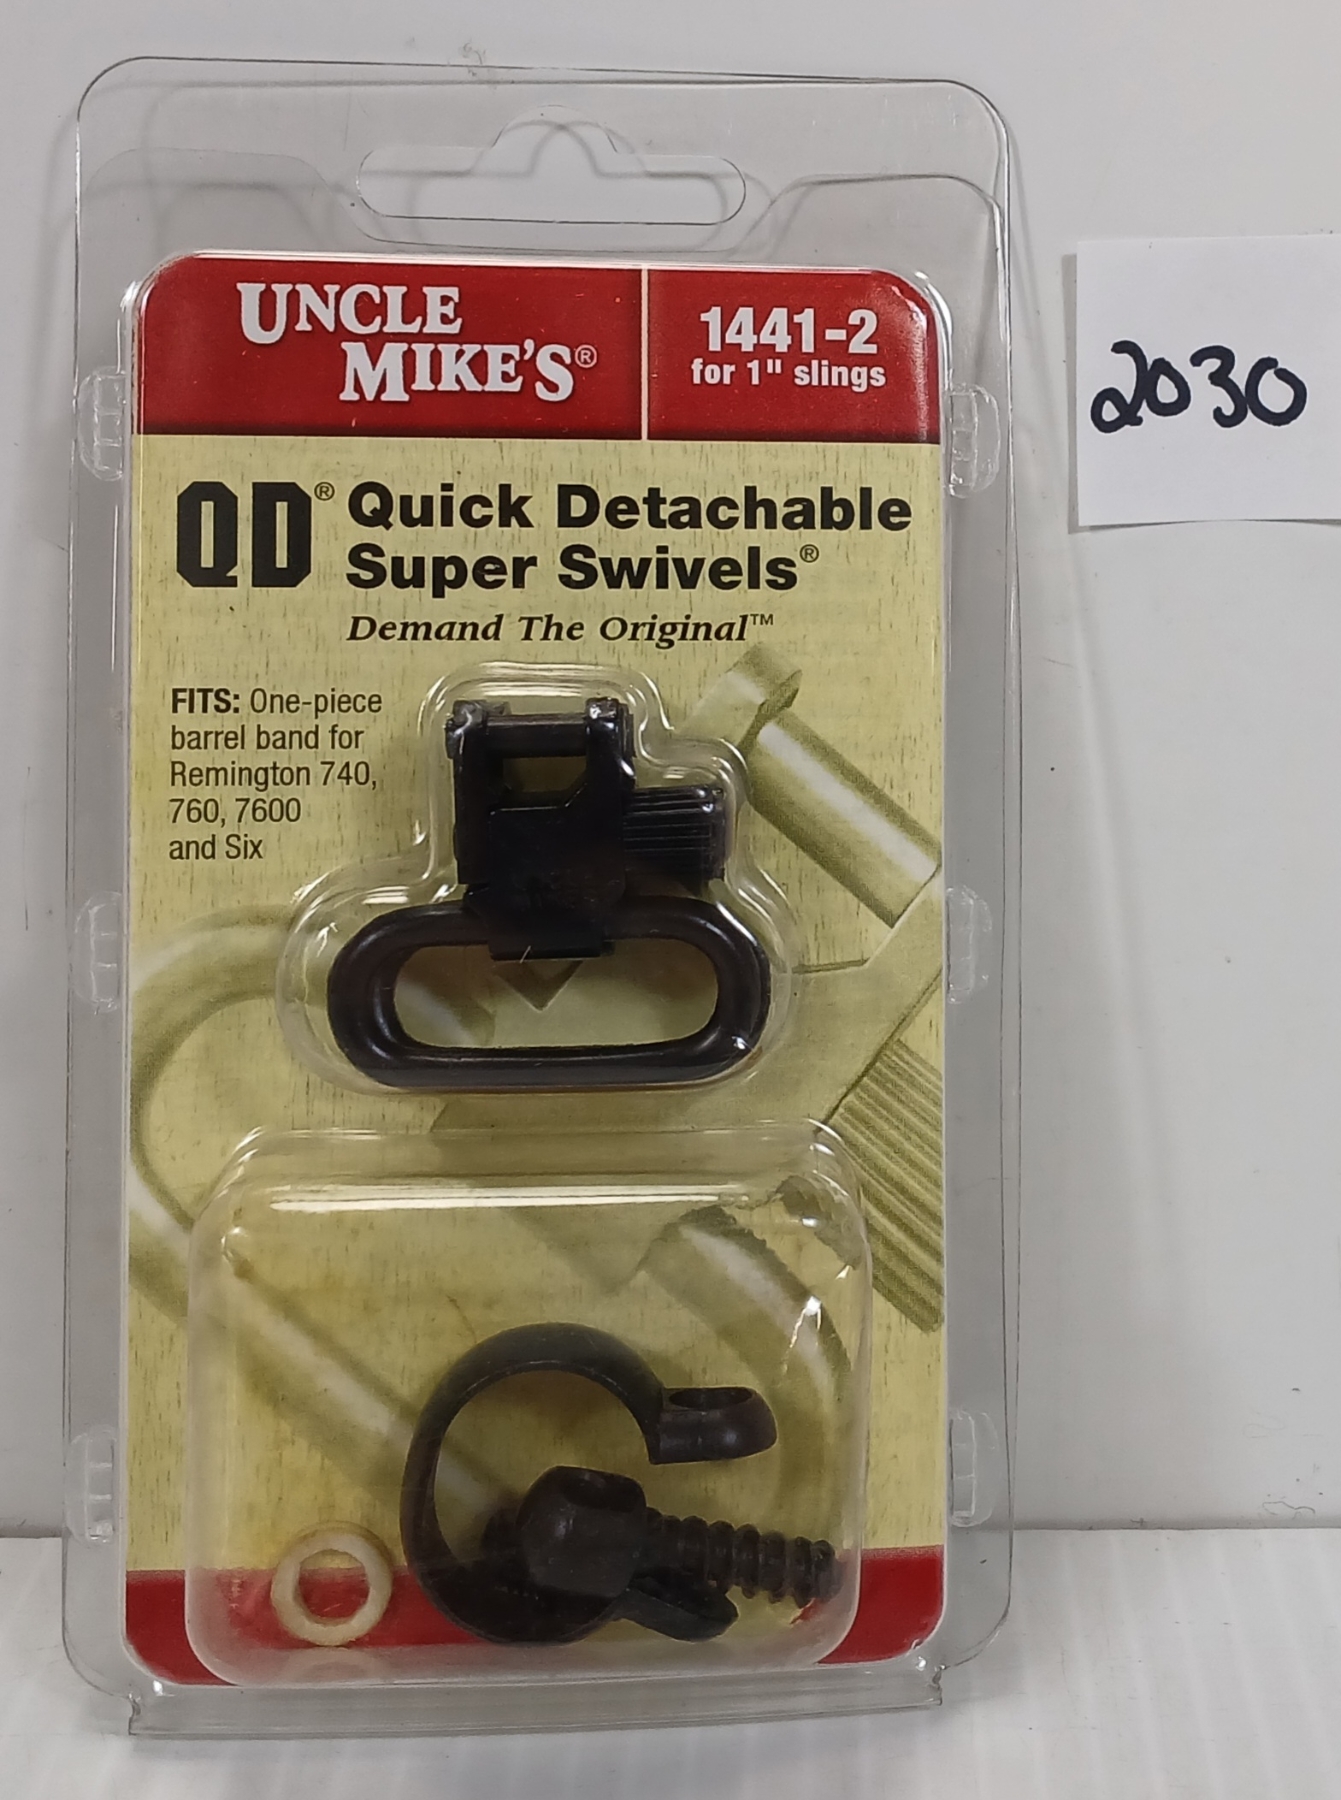 UNCLE
MIKE'S®
1441-2
for 1" slings
2030
QD® Quick Detachable
Super Swivels®
Demand The Original™
FITS: One-piece
barrel band for
Remington 740,
760, 7600
and Six